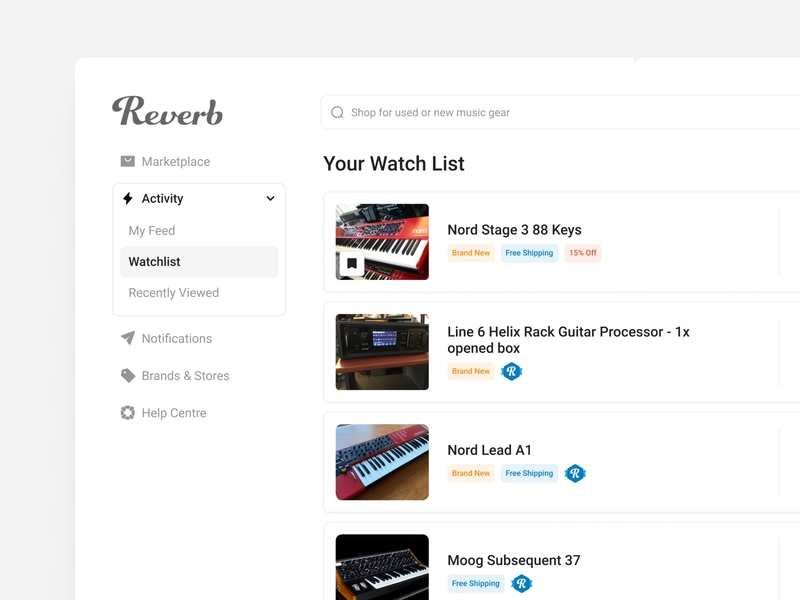 Reverb
Shop for used or new music gear
Marketplace
Activity
My Feed
Watchlist
Recently Viewed
Notifications
Brands & Stores
Help Centre
Your Watch List
Nord Stage 3 88 Keys
Brand New Free Shipping 15% Off
Line 6 Helix Rack Guitar Processor - 1x
opened box
Brand New R
Nord Lead A1
Brand New Free Shipping R
Moog Subsequent 37
Free Shipping R